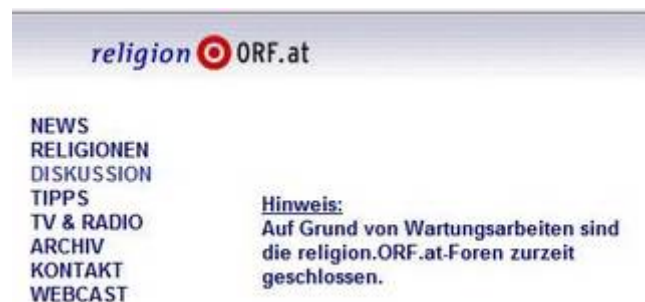 religion ORF.at
NEWS
RELIGIONEN
DISKUSSION
TIPPS
TV & RADIO
ARCHIV
KONTAKT
WEBCAST
Hinweis:
Auf Grund von Wartungsarbeiten sind
die religion.ORF.at-Foren zurzeit
geschlossen.